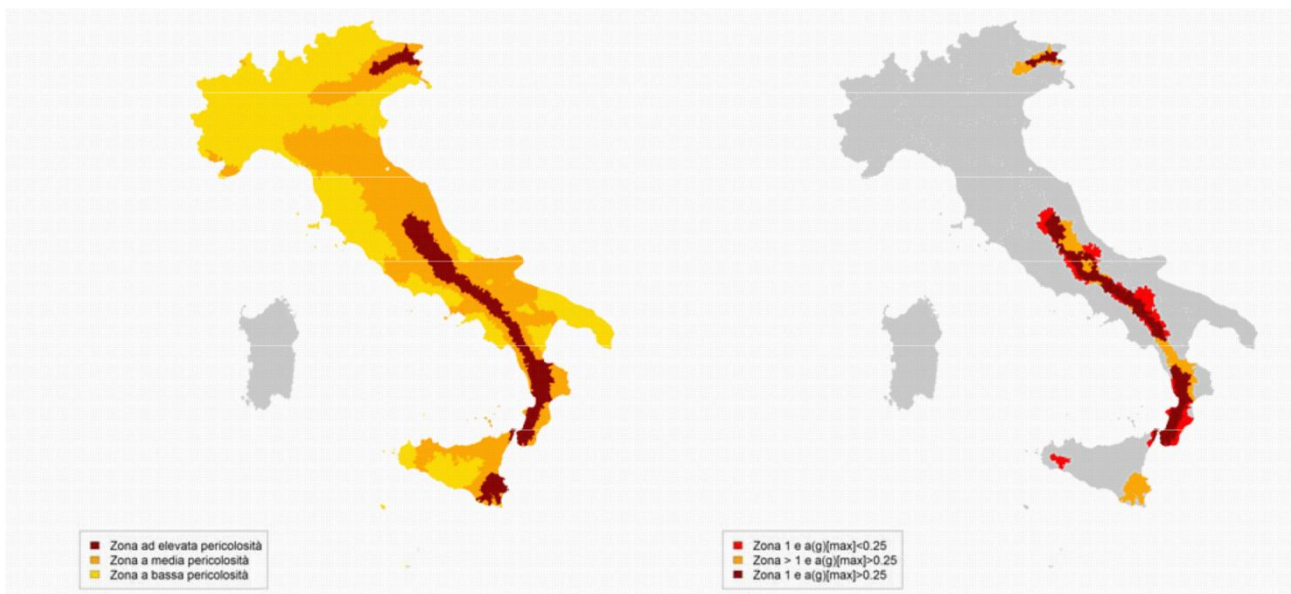 Zona ad elevata pericolosità
Zona a media pericolosità
Zona a bassa pericolosità
Zona 1 e a(g)[max]<0.25
Zona > 1 e a(g)[max]>0.25
Zona 1 e a(g)[max]>0.25